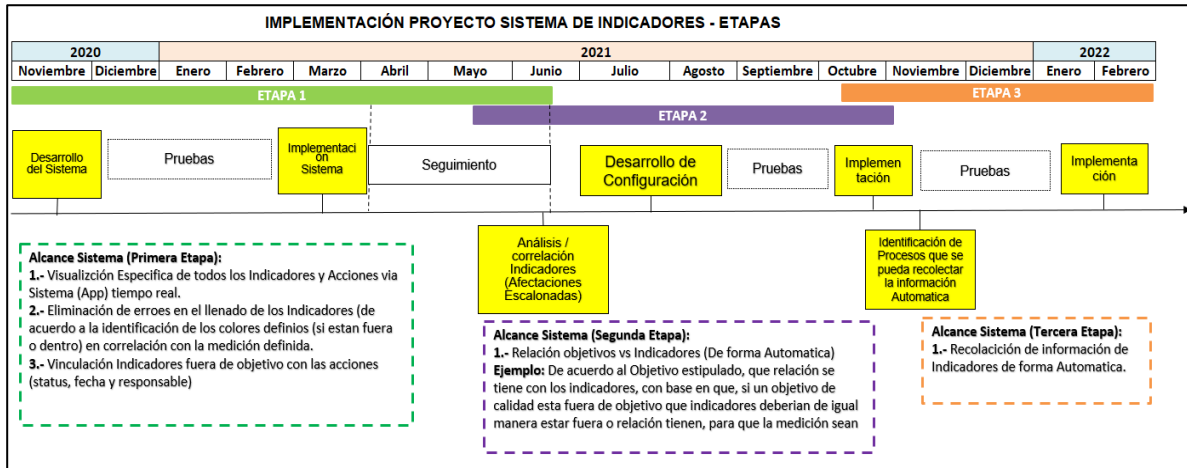 IMPLEMENTACIÓN PROYECTO SISTEMA DE INDICADORES - ETAPAS
2020 2021 2022
Noviembre Diciembre Enero Febrero Marzo Abril Mayo Junio Julio Agosto Septiembre Octubre Noviembre Diciembre Enero Febrero
ETAPA 1
ETAPA 3
ETAPA 2
Desarrollo
del Sistema
Pruebas
Implementaci
ón
Sistema
Seguimiento
Desarrollo de
Configuración
Pruebas
Implemen
tación
Pruebas
Implementa
ción
Análisis /
correlación
Indicadores
(Afectaciones
Escalonadas)
Identificación de
Procesos que se
pueda recolectar
la información
Automatica
Alcance Sistema (Primera Etapa):
1.- Visualizción Especifica de todos los Indicadores y Acciones via
Sistema (App) tiempo real.
2.- Eliminación de erroes en el llenado de los Indicadores (de
acuerdo a la identificación de los colores definios (si estan fuera
o dentro) en correlación con la medición definida.
3.- Vinculación Indicadores fuera de objetivo con las acciones
(status, fecha y responsable)
Alcance Sistema (Segunda Etapa):
1.- Relación objetivos vs Indicadores (De forma Automatica)
Ejemplo: De acuerdo al Objetivo estipulado, que relación se
tiene con los indicadores, con base en que, si un objetivo de
calidad esta fuera de objetivo que indicadores deberian de igual
manera estar fuera o relación tienen, para que la medición sean
Alcance Sistema (Tercera Etapa):
1.- Recolacición de información de
Indicadores de forma Automatica.